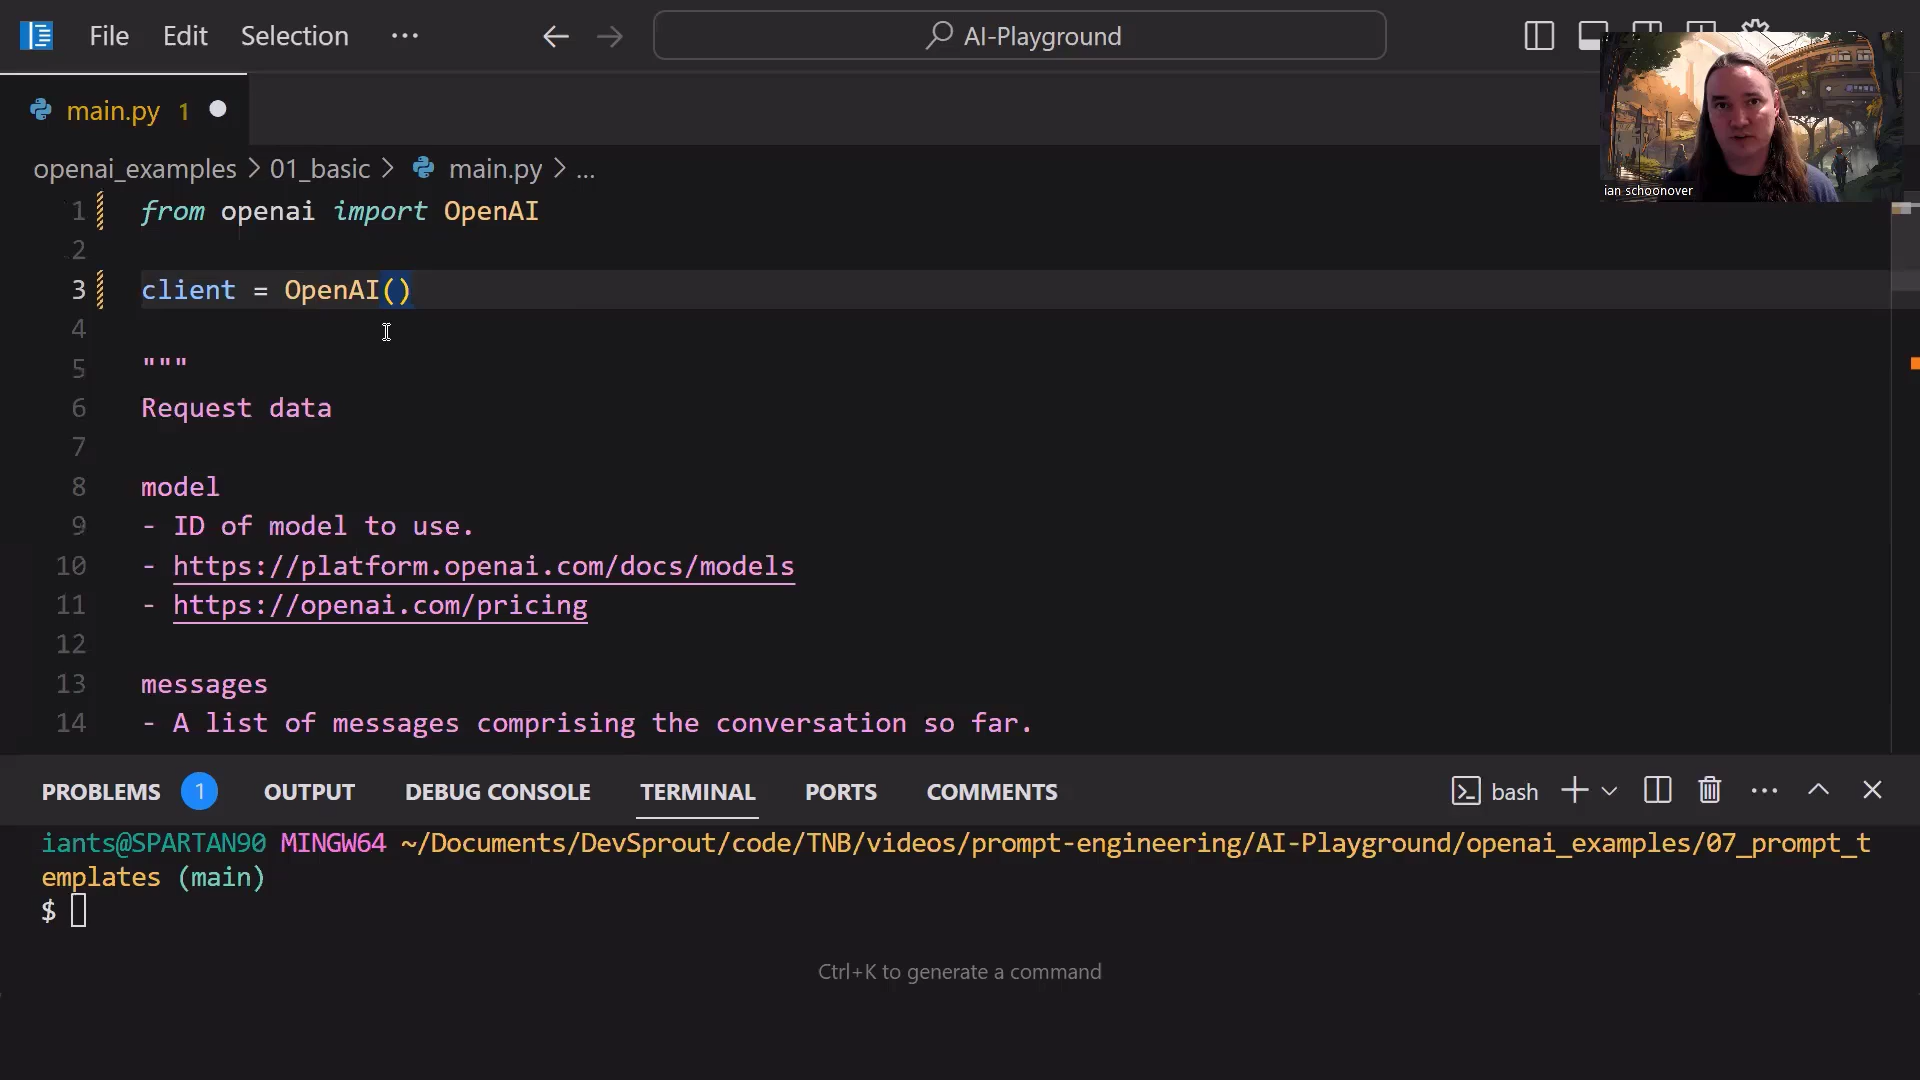 File Edit Selection ··· AI-Playground
main.py 1
openai_examples > 01_basic > main.py > ...
1 from openai import OpenAI
2
3 client = OpenAI()
4
5 """
6 Request data
7
8 model
9 - ID of model to use.
10 - https://platform.openai.com/docs/models
11 - https://openai.com/pricing
12
13 messages
14 - A list of messages comprising the conversation so far.
ian schoonover
PROBLEMS 1 OUTPUT DEBUG CONSOLE TERMINAL PORTS COMMENTS bash
iants@SPARTAN90 MINGW64 ~/Documents/DevSprout/code/TNB/videos/prompt-engineering/AI-Playground/openai_examples/07_prompt_t
emplates (main)
$
Ctrl+K to generate a command